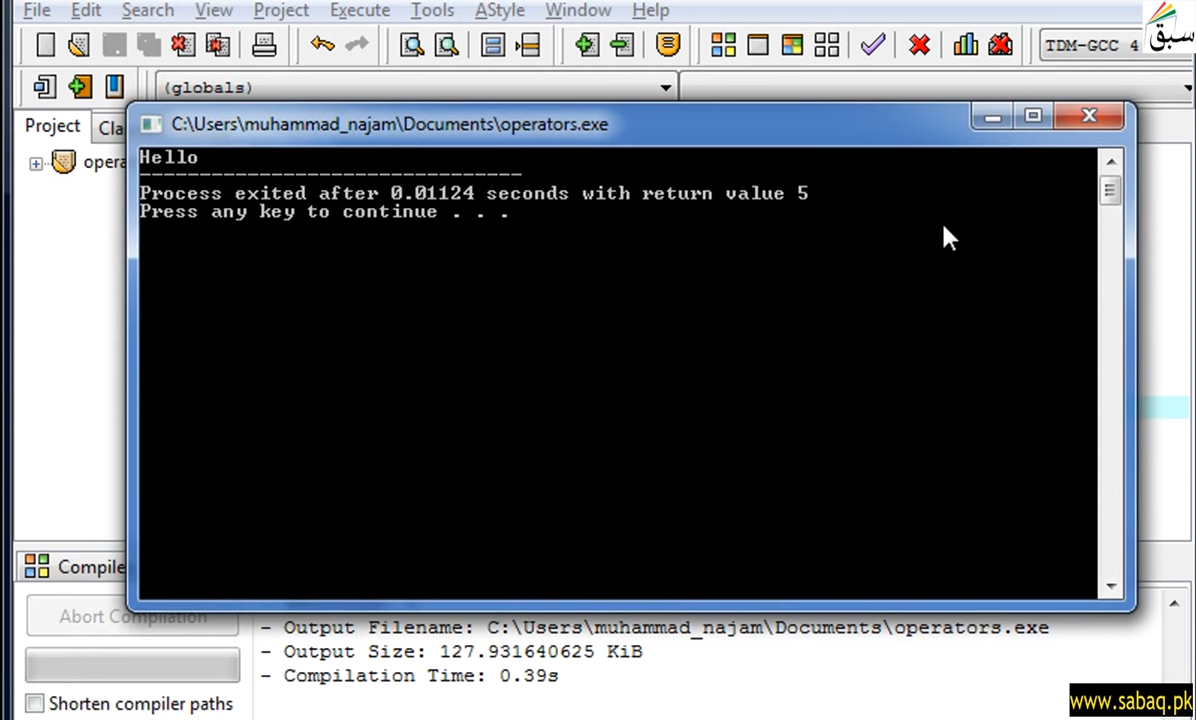 File Edit Search View Project Execute Tools AStyle Window Help
سبق
TDM-GCC 4
(globals)
Project Cla
C:\Users\muhammad_najam\Documents\operators.exe
opera
Hello
--------------------------------
Process exited after 0.01124 seconds with return value 5
Press any key to continue . . .
Compile
Abort Compilation
- Output Filename: C:\Users\muhammad_najam\Documents\operators.exe
- Output Size: 127.931640625 KiB
- Compilation Time: 0.39s
Shorten compiler paths
www.sabaq.pk